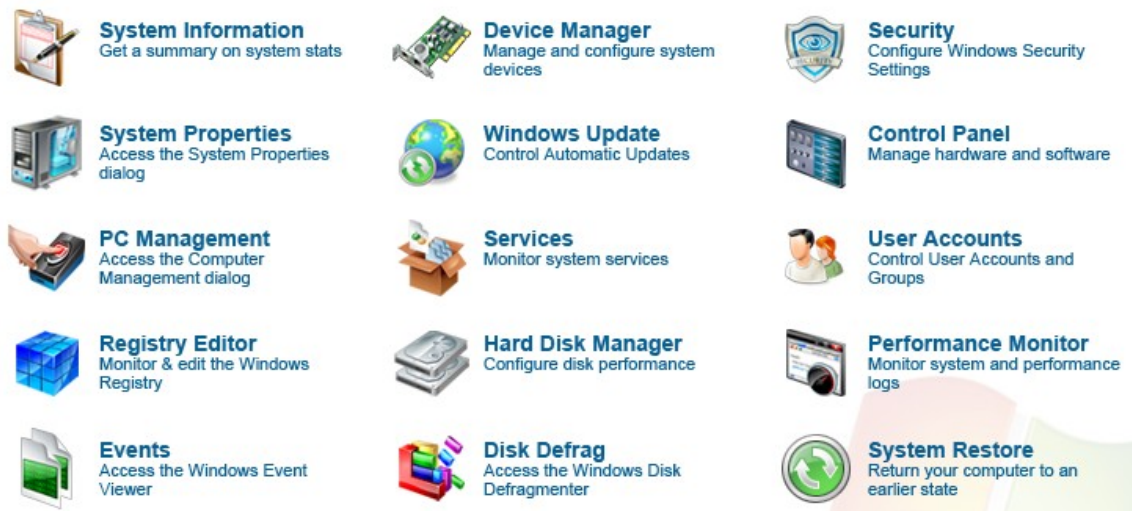 System Information
Get a summary on system stats
Device Manager
Manage and configure system
devices
Security
Configure Windows Security
Settings
SECURITY
System Properties
Access the System Properties
dialog
Windows Update
Control Automatic Updates
Control Panel
Manage hardware and software
PC Management
Access the Computer
Management dialog
Services
Monitor system services
User Accounts
Control User Accounts and
Groups
Registry Editor
Monitor & edit the Windows
Registry
Hard Disk Manager
Configure disk performance
Performance Monitor
Monitor system and performance
logs
Events
Access the Windows Event
Viewer
Disk Defrag
Access the Windows Disk
Defragmenter
System Restore
Return your computer to an
earlier state